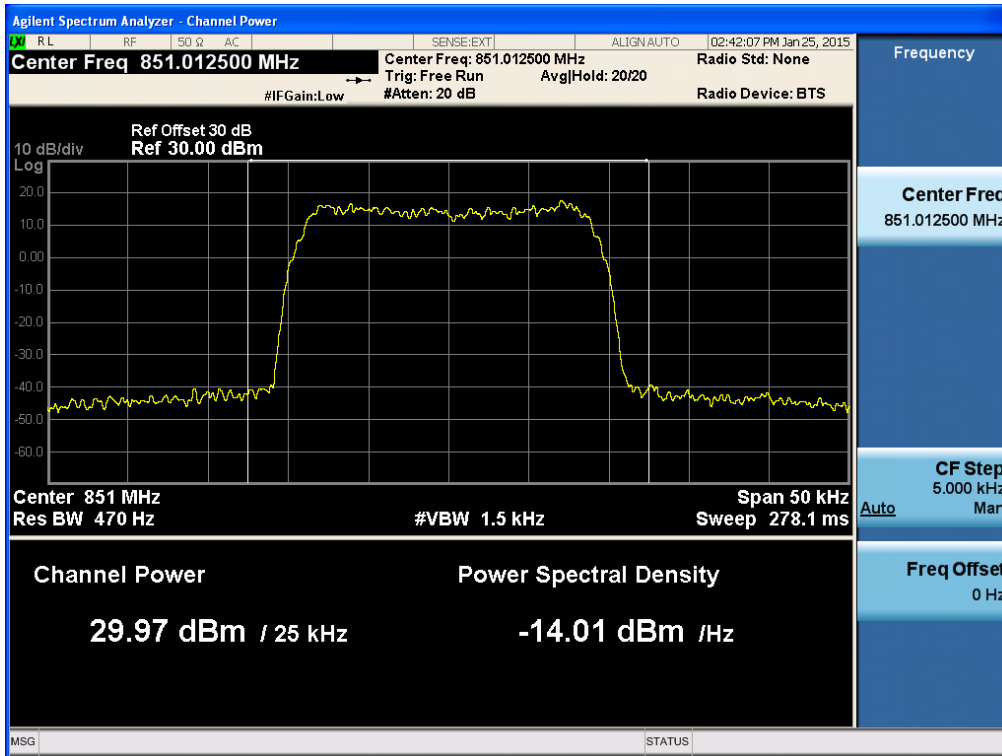 Agilent Spectrum Analyzer - Channel Power
LXI RL RF 50 Ω AC SENSE:EXT ALIGN AUTO 02:42:07 PM Jan 25, 2015
Center Freq 851.012500 MHz
Center Freq: 851.012500 MHz Radio Std: None
Trig: Free Run Avg|Hold: 20/20
#IFGain:Low #Atten: 20 dB Radio Device: BTS
Ref Offset 30 dB
10 dB/div Ref 30.00 dBm
Log
20.0
10.0
0.00
-10.0
-20.0
-30.0
-40.0
-50.0
-60.0
Center 851 MHz Span 50 kHz
Res BW 470 Hz #VBW 1.5 kHz Sweep 278.1 ms
Channel Power Power Spectral Density
29.97 dBm / 25 kHz -14.01 dBm /Hz
MSG STATUS
Frequency
Center Freq
851.012500 MHz
CF Step
5.000 kHz
Auto Man
Freq Offset
0 Hz